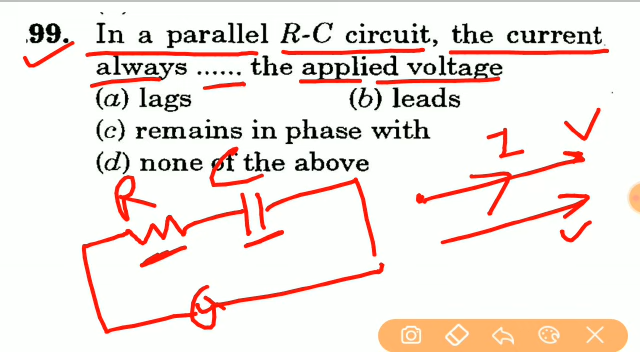 99. In a parallel R-C circuit, the current
always ...... the applied voltage
(a) lags (b) leads
(c) remains in phase with
(d) none of the above
R C
I V
V